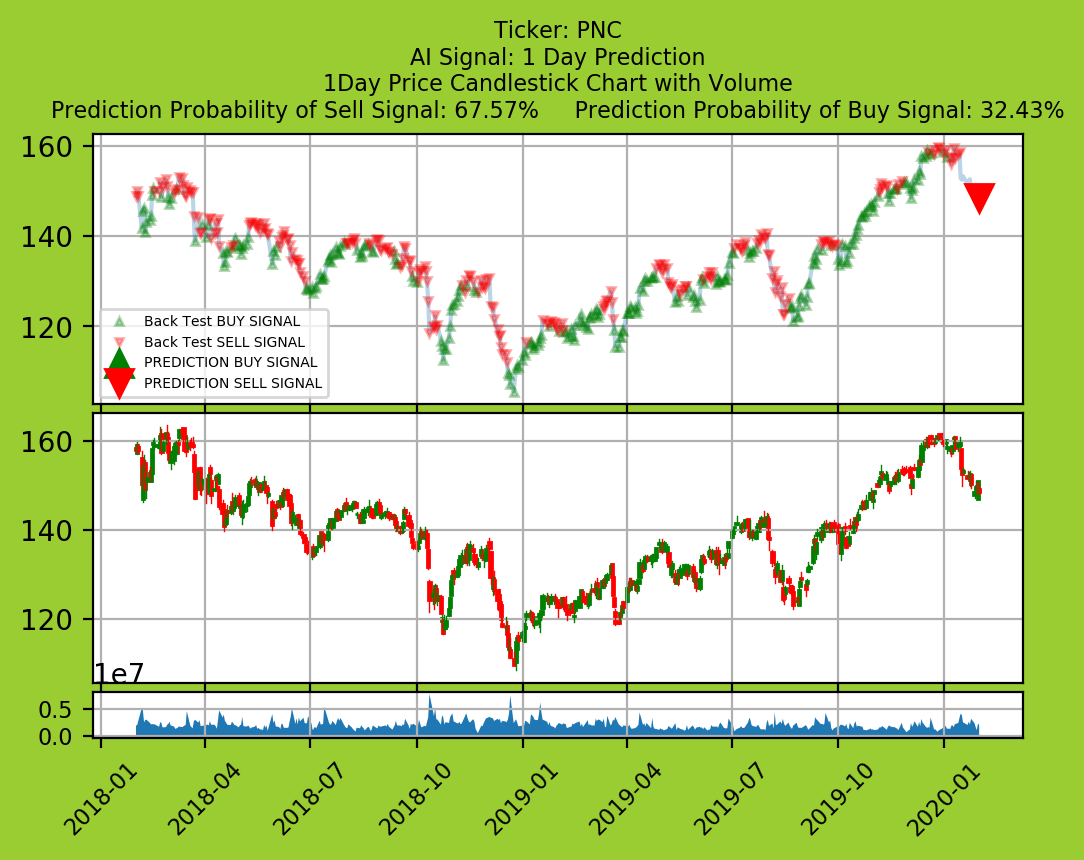 Ticker: PNC
AI Signal: 1 Day Prediction
1Day Price Candlestick Chart with Volume
Prediction Probability of Sell Signal: 67.57% Prediction Probability of Buy Signal: 32.43%
160
140
120
Back Test BUY SIGNAL
Back Test SELL SIGNAL
PREDICTION BUY SIGNAL
PREDICTION SELL SIGNAL
160
140
120
1e7
0.5
0.0
2018-01
2018-04
2018-07
2018-10
2019-01
2019-04
2019-07
2019-10
2020-01